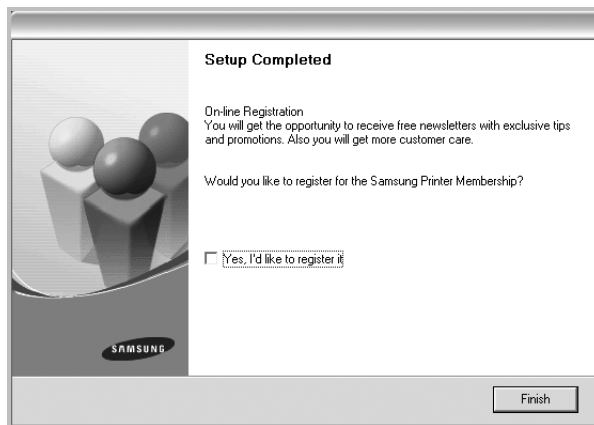 Setup Completed
On-line Registration
You will get the opportunity to receive free newsletters with exclusive tips
and promotions. Also you will get more customer care.
Would you like to register for the Samsung Printer Membership?
Yes, I'd like to register it
SAMSUNG
Finish